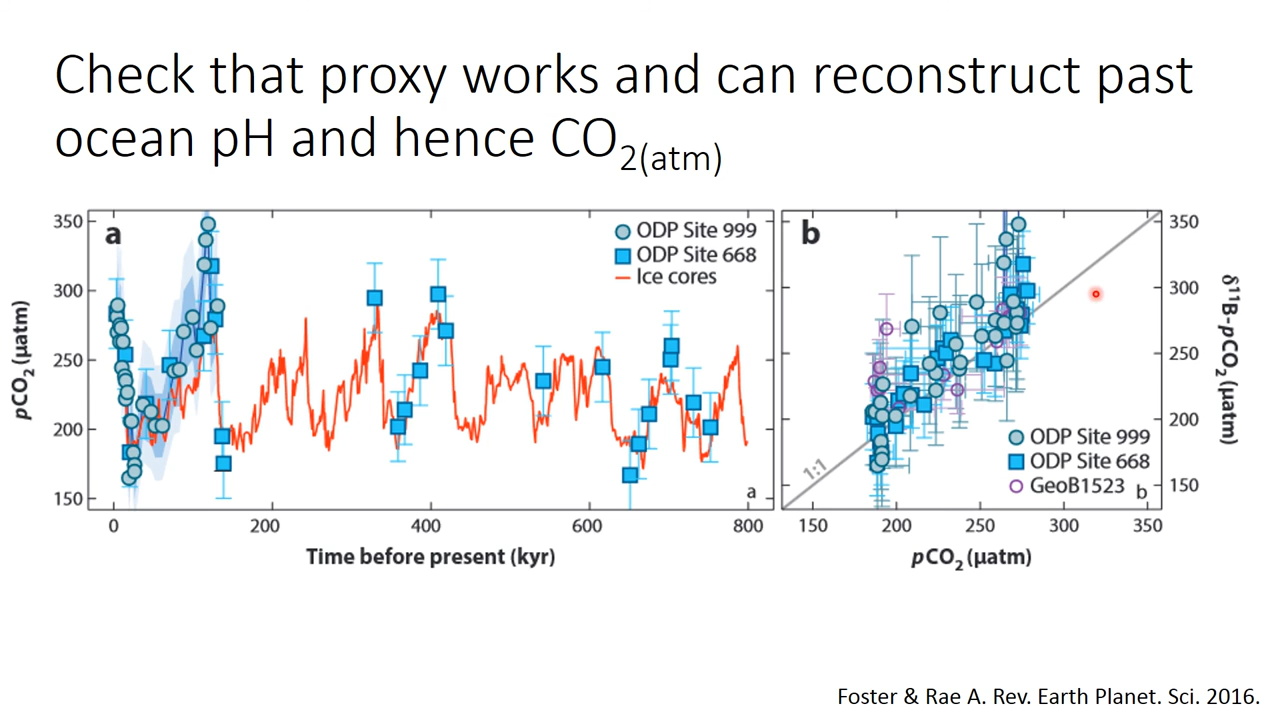 Check that proxy works and can reconstruct past
ocean pH and hence CO2(atm)
a
ODP Site 999
ODP Site 668
Ice cores
350
300
250
200
150
pCO2 (μatm)
0
200
400
600
800
Time before present (kyr)
a
b
1:1
ODP Site 999
ODP Site 668
GeoB1523
b
350
300
250
200
150
δ11B-pCO2 (μatm)
150
200
250
300
350
pCO2 (μatm)
Foster & Rae A. Rev. Earth Planet. Sci. 2016.